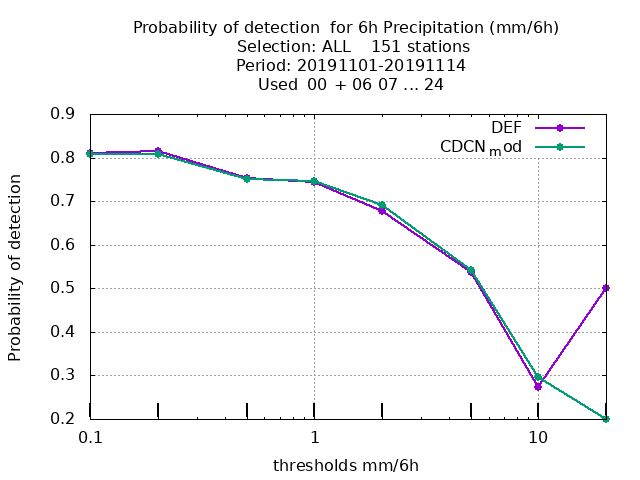 Probability of detection  for 6h Precipitation (mm/6h)
Selection: ALL    151 stations
Period: 20191101-20191114
Used  00 + 06 07 ... 24
DEF
CDCNmod
0.9
0.8
0.7
0.6
0.5
0.4
0.3
0.2
Probability of detection
0.1 1 10
thresholds mm/6h